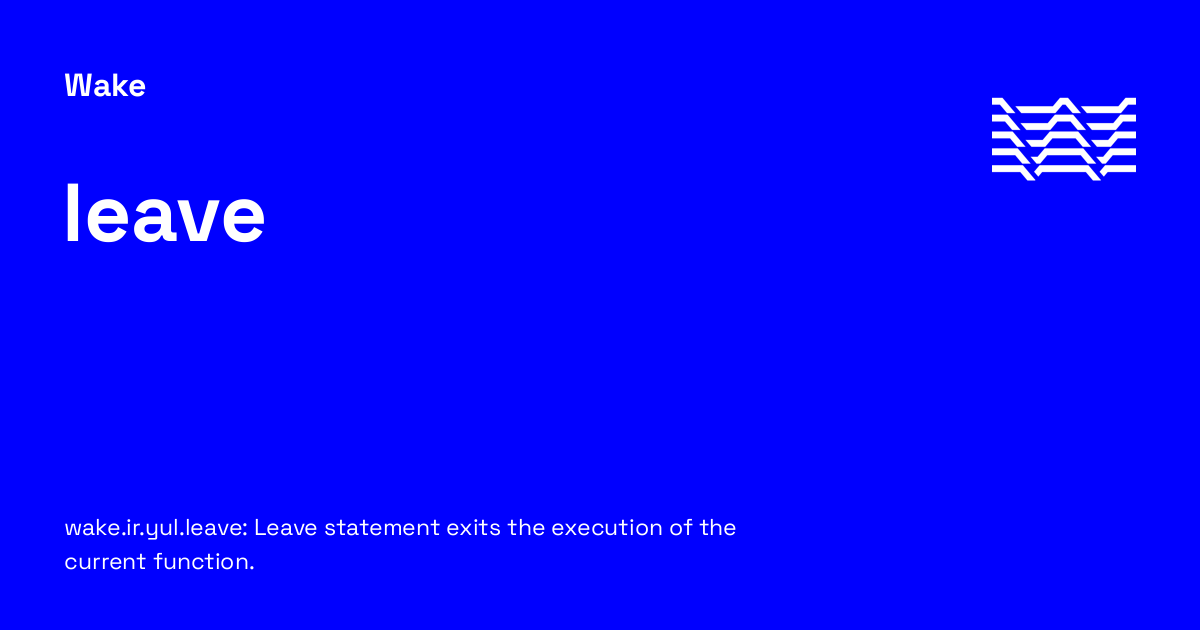 Wake
leave
wake.ir.yul.leave: Leave statement exits the execution of the
current function.